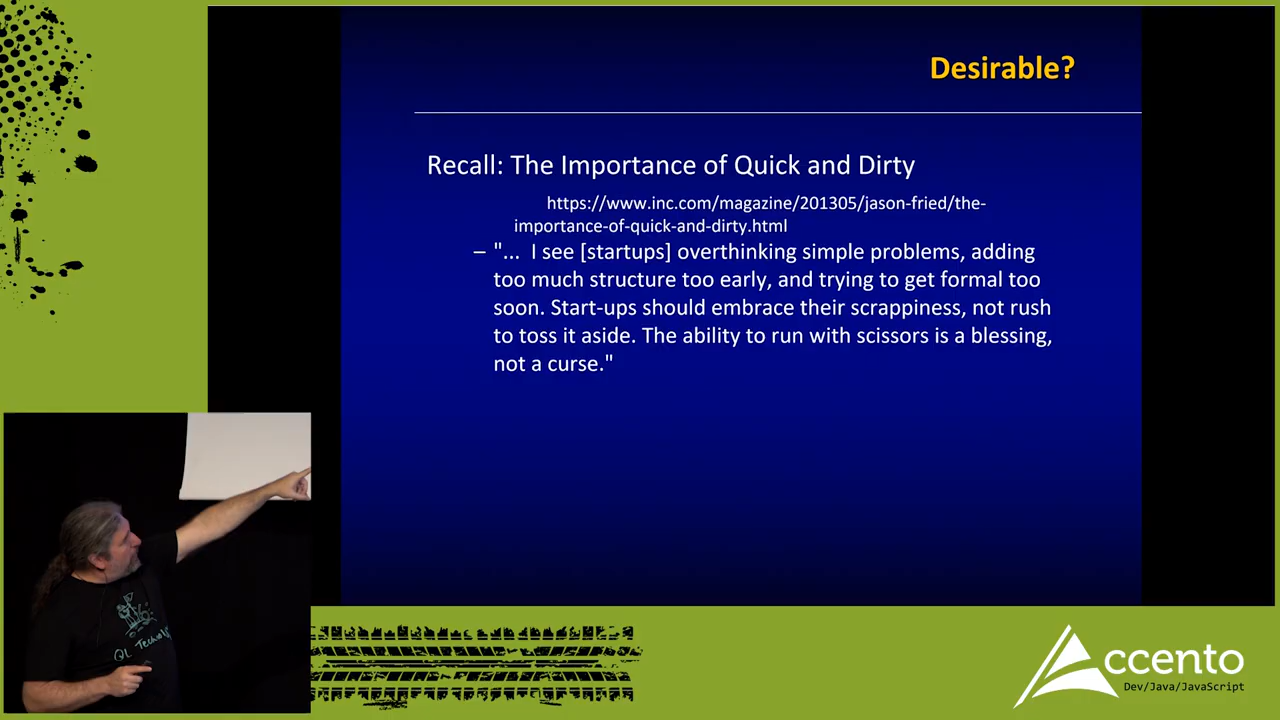 Desirable?
Recall: The Importance of Quick and Dirty
https://www.inc.com/magazine/201305/jason-fried/the-
importance-of-quick-and-dirty.html
– "... I see [startups] overthinking simple problems, adding
too much structure too early, and trying to get formal too
soon. Start-ups should embrace their scrappiness, not rush
to toss it aside. The ability to run with scissors is a blessing,
not a curse."
QL
Accento
Dev/Java/JavaScript